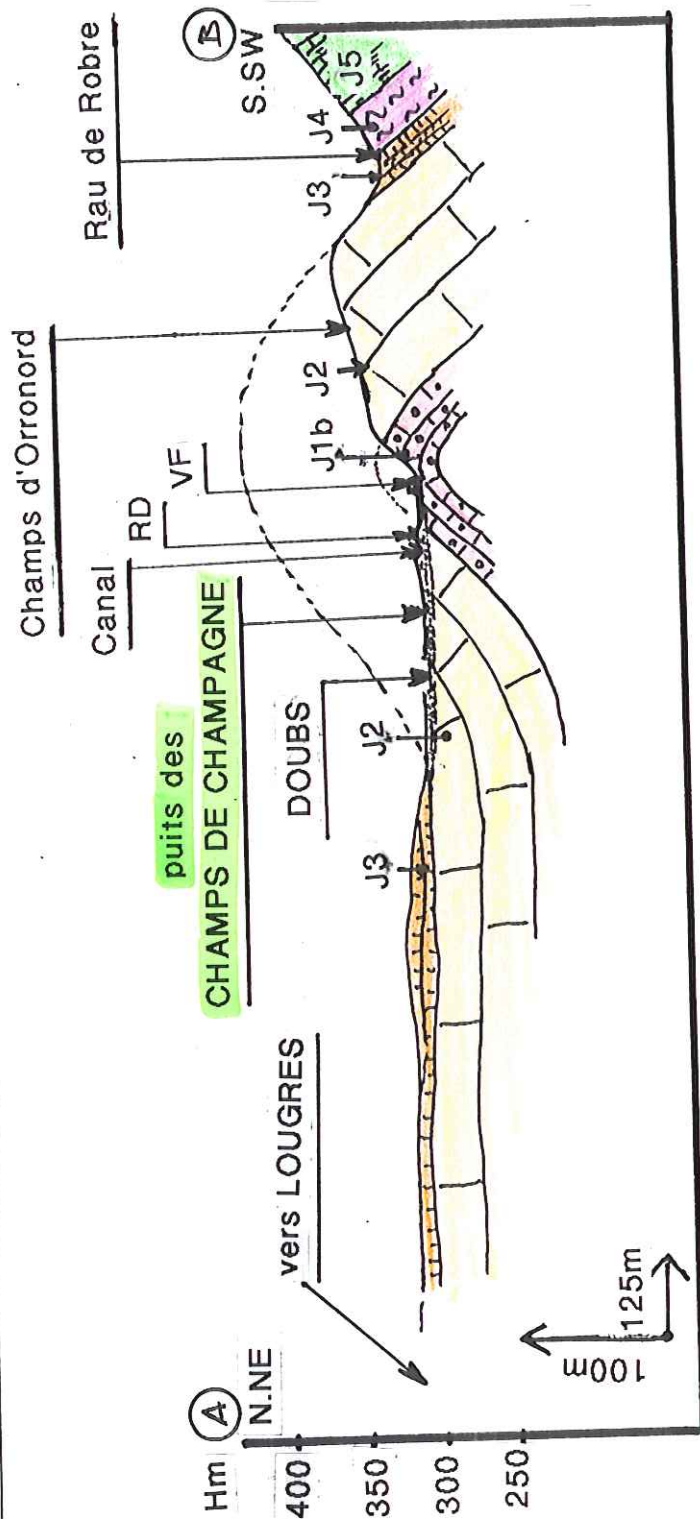 Hm
A
N.NE
400
350
300
250
100m
125m
vers LOUGRES
puits des
CHAMPS DE CHAMPAGNE
DOUBS
J3
J2
Canal
RD
VF
J1b
Champs d'Orronord
J2
Rau de Robre
J3
J4
J5
B
S.SW